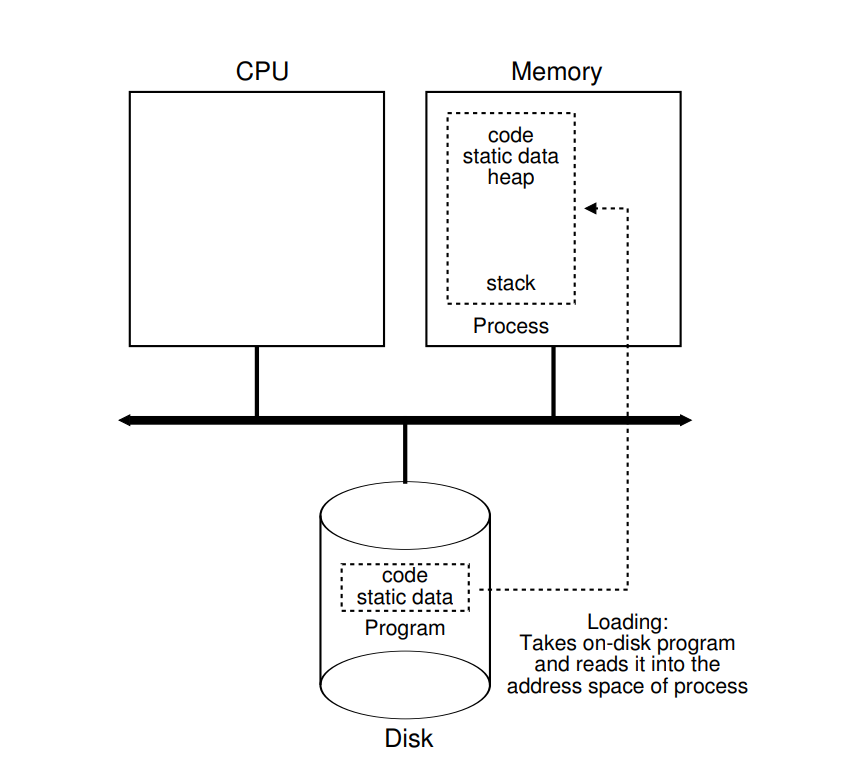 CPU
Memory
code
static data
heap
stack
Process
code
static data
Program
Loading:
Takes on-disk program
and reads it into the
address space of process
Disk